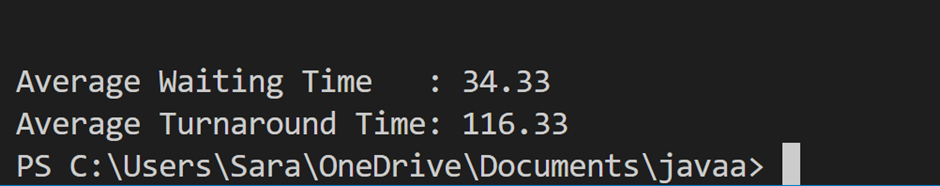 Average Waiting Time   : 34.33
Average Turnaround Time: 116.33
PS C:\Users\Sara\OneDrive\Documents\javaa>